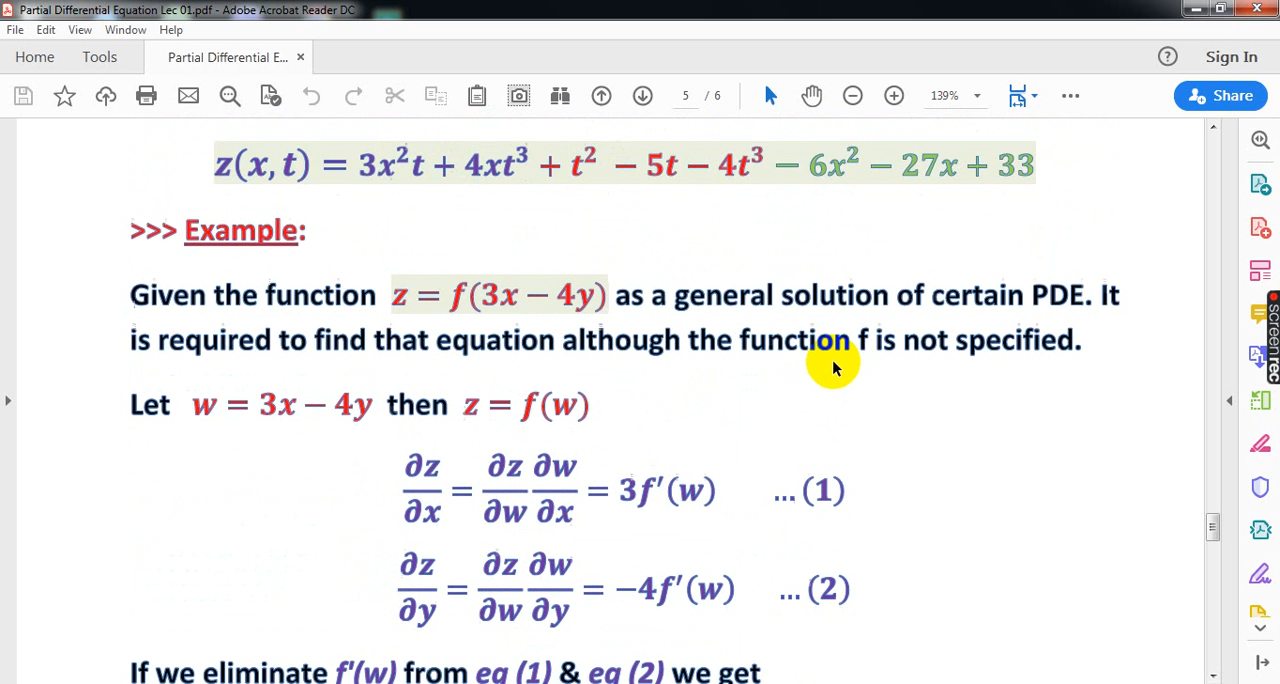 Partial Differential Equation Lec 01.pdf - Adobe Acrobat Reader DC
File Edit View Window Help
Home Tools Partial Differential E... × ? Sign In
5 / 6 139% Share
z(x, t) = 3x²t + 4xt³ + t² − 5t − 4t³ − 6x² − 27x + 33
>>> Example:
Given the function z = f(3x − 4y) as a general solution of certain PDE. It
is required to find that equation although the function f is not specified.
Let w = 3x − 4y then z = f(w)
∂z/∂x = ∂z/∂w ∂w/∂x = 3f′(w) ... (1)
∂z/∂y = ∂z/∂w ∂w/∂y = −4f′(w) ... (2)
If we eliminate f'(w) from eq (1) & eq (2) we get
screenrec